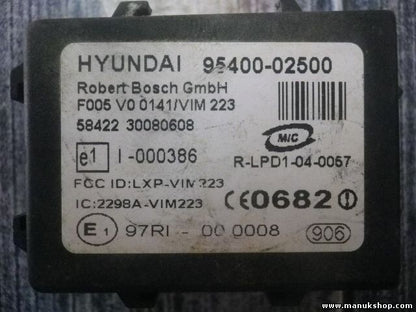 HYUNDAI 95400-02500
Robert Bosch GmbH
F005 V0 0141/VIM 223
58422 30080608
MIC
e1 I-000386 R-LPD1-04-0057
FCC ID:LXP-VIM223
IC:2298A-VIM223 CE0682
E1 97RI - 00 0008 906
www.manukshop.com